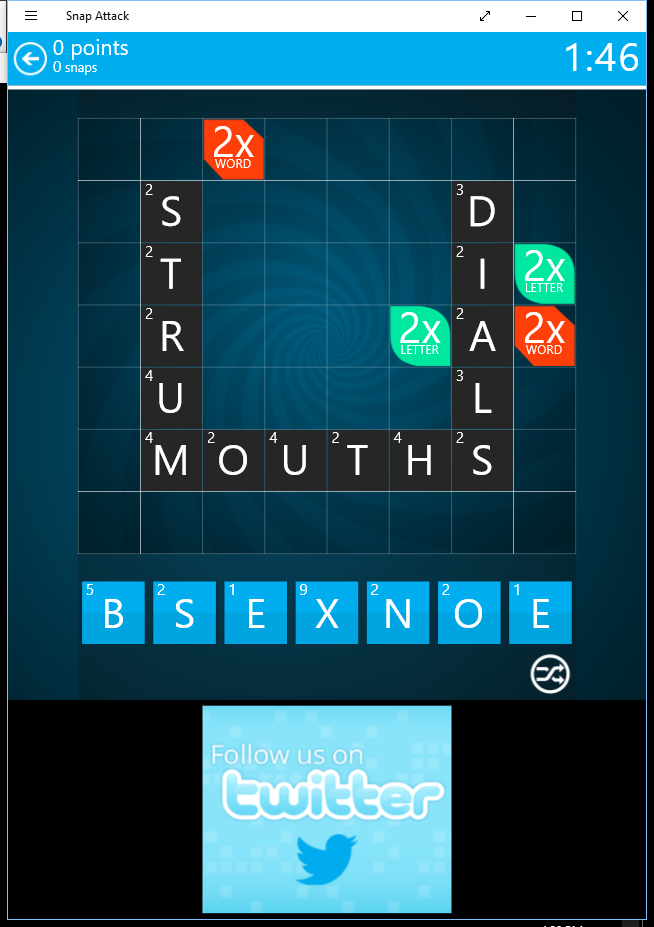 Snap Attack
0 points
0 snaps
1:46
2x
WORD
2 S
3 D
2 T
2 I
2x
LETTER
2 R
2x
LETTER
2 A
2x
WORD
4 U
3 L
4 M 2 O 4 U 2 T 4 H 2 S
5 B 2 S 1 E 9 X 2 N 2 O 1 E
Follow us on
twitter